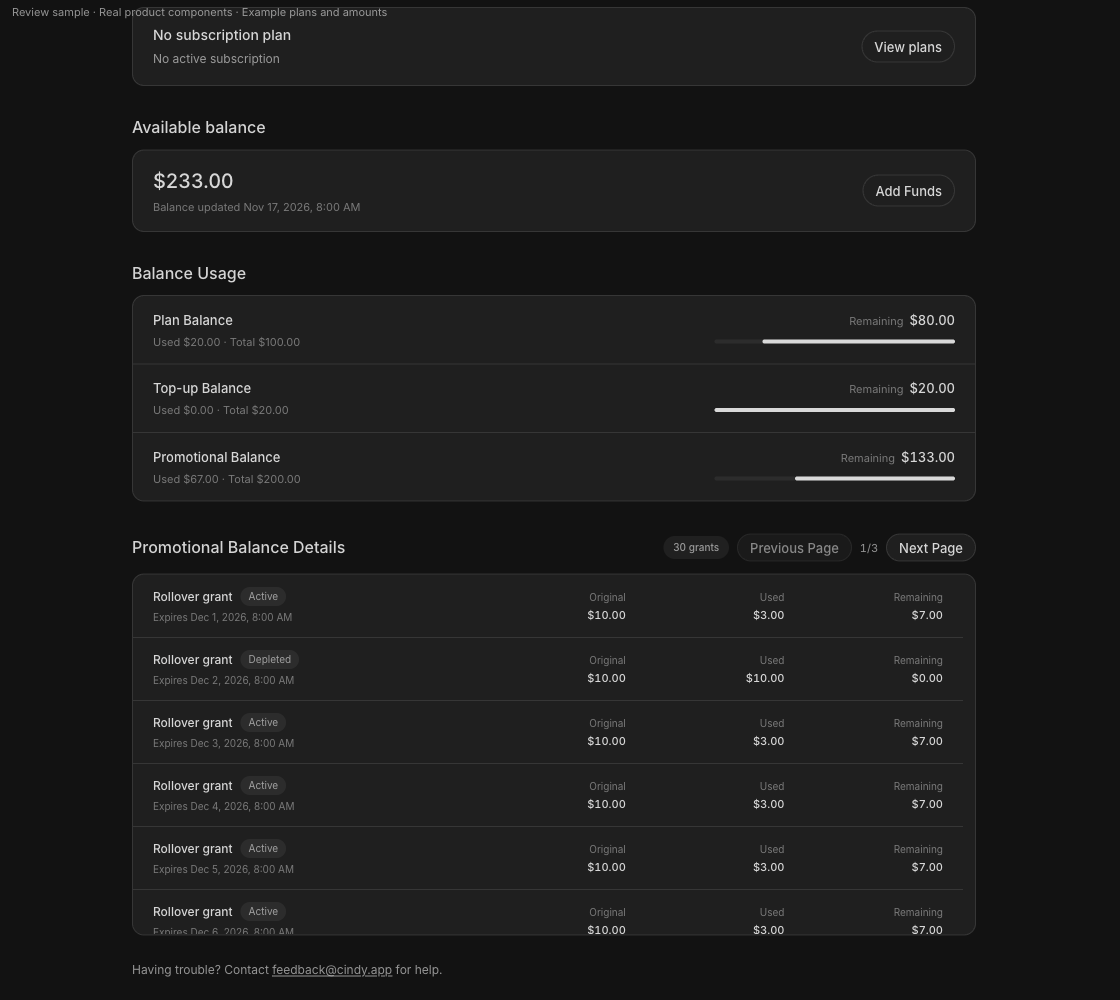 Review sample · Real product components · Example plans and amounts
No subscription plan
No active subscription
View plans
Available balance
$233.00
Balance updated Nov 17, 2026, 8:00 AM
Add Funds
Balance Usage
Plan Balance
Used $20.00 · Total $100.00
Remaining $80.00
Top-up Balance
Used $0.00 · Total $20.00
Remaining $20.00
Promotional Balance
Used $67.00 · Total $200.00
Remaining $133.00
Promotional Balance Details
30 grants Previous Page 1/3 Next Page
Rollover grant Active Original Used Remaining
Expires Dec 1, 2026, 8:00 AM $10.00 $3.00 $7.00
Rollover grant Depleted Original Used Remaining
Expires Dec 2, 2026, 8:00 AM $10.00 $10.00 $0.00
Rollover grant Active Original Used Remaining
Expires Dec 3, 2026, 8:00 AM $10.00 $3.00 $7.00
Rollover grant Active Original Used Remaining
Expires Dec 4, 2026, 8:00 AM $10.00 $3.00 $7.00
Rollover grant Active Original Used Remaining
Expires Dec 5, 2026, 8:00 AM $10.00 $3.00 $7.00
Rollover grant Active Original Used Remaining
Expires Dec 6, 2026, 8:00 AM $10.00 $3.00 $7.00
Having trouble? Contact feedback@cindy.app for help.